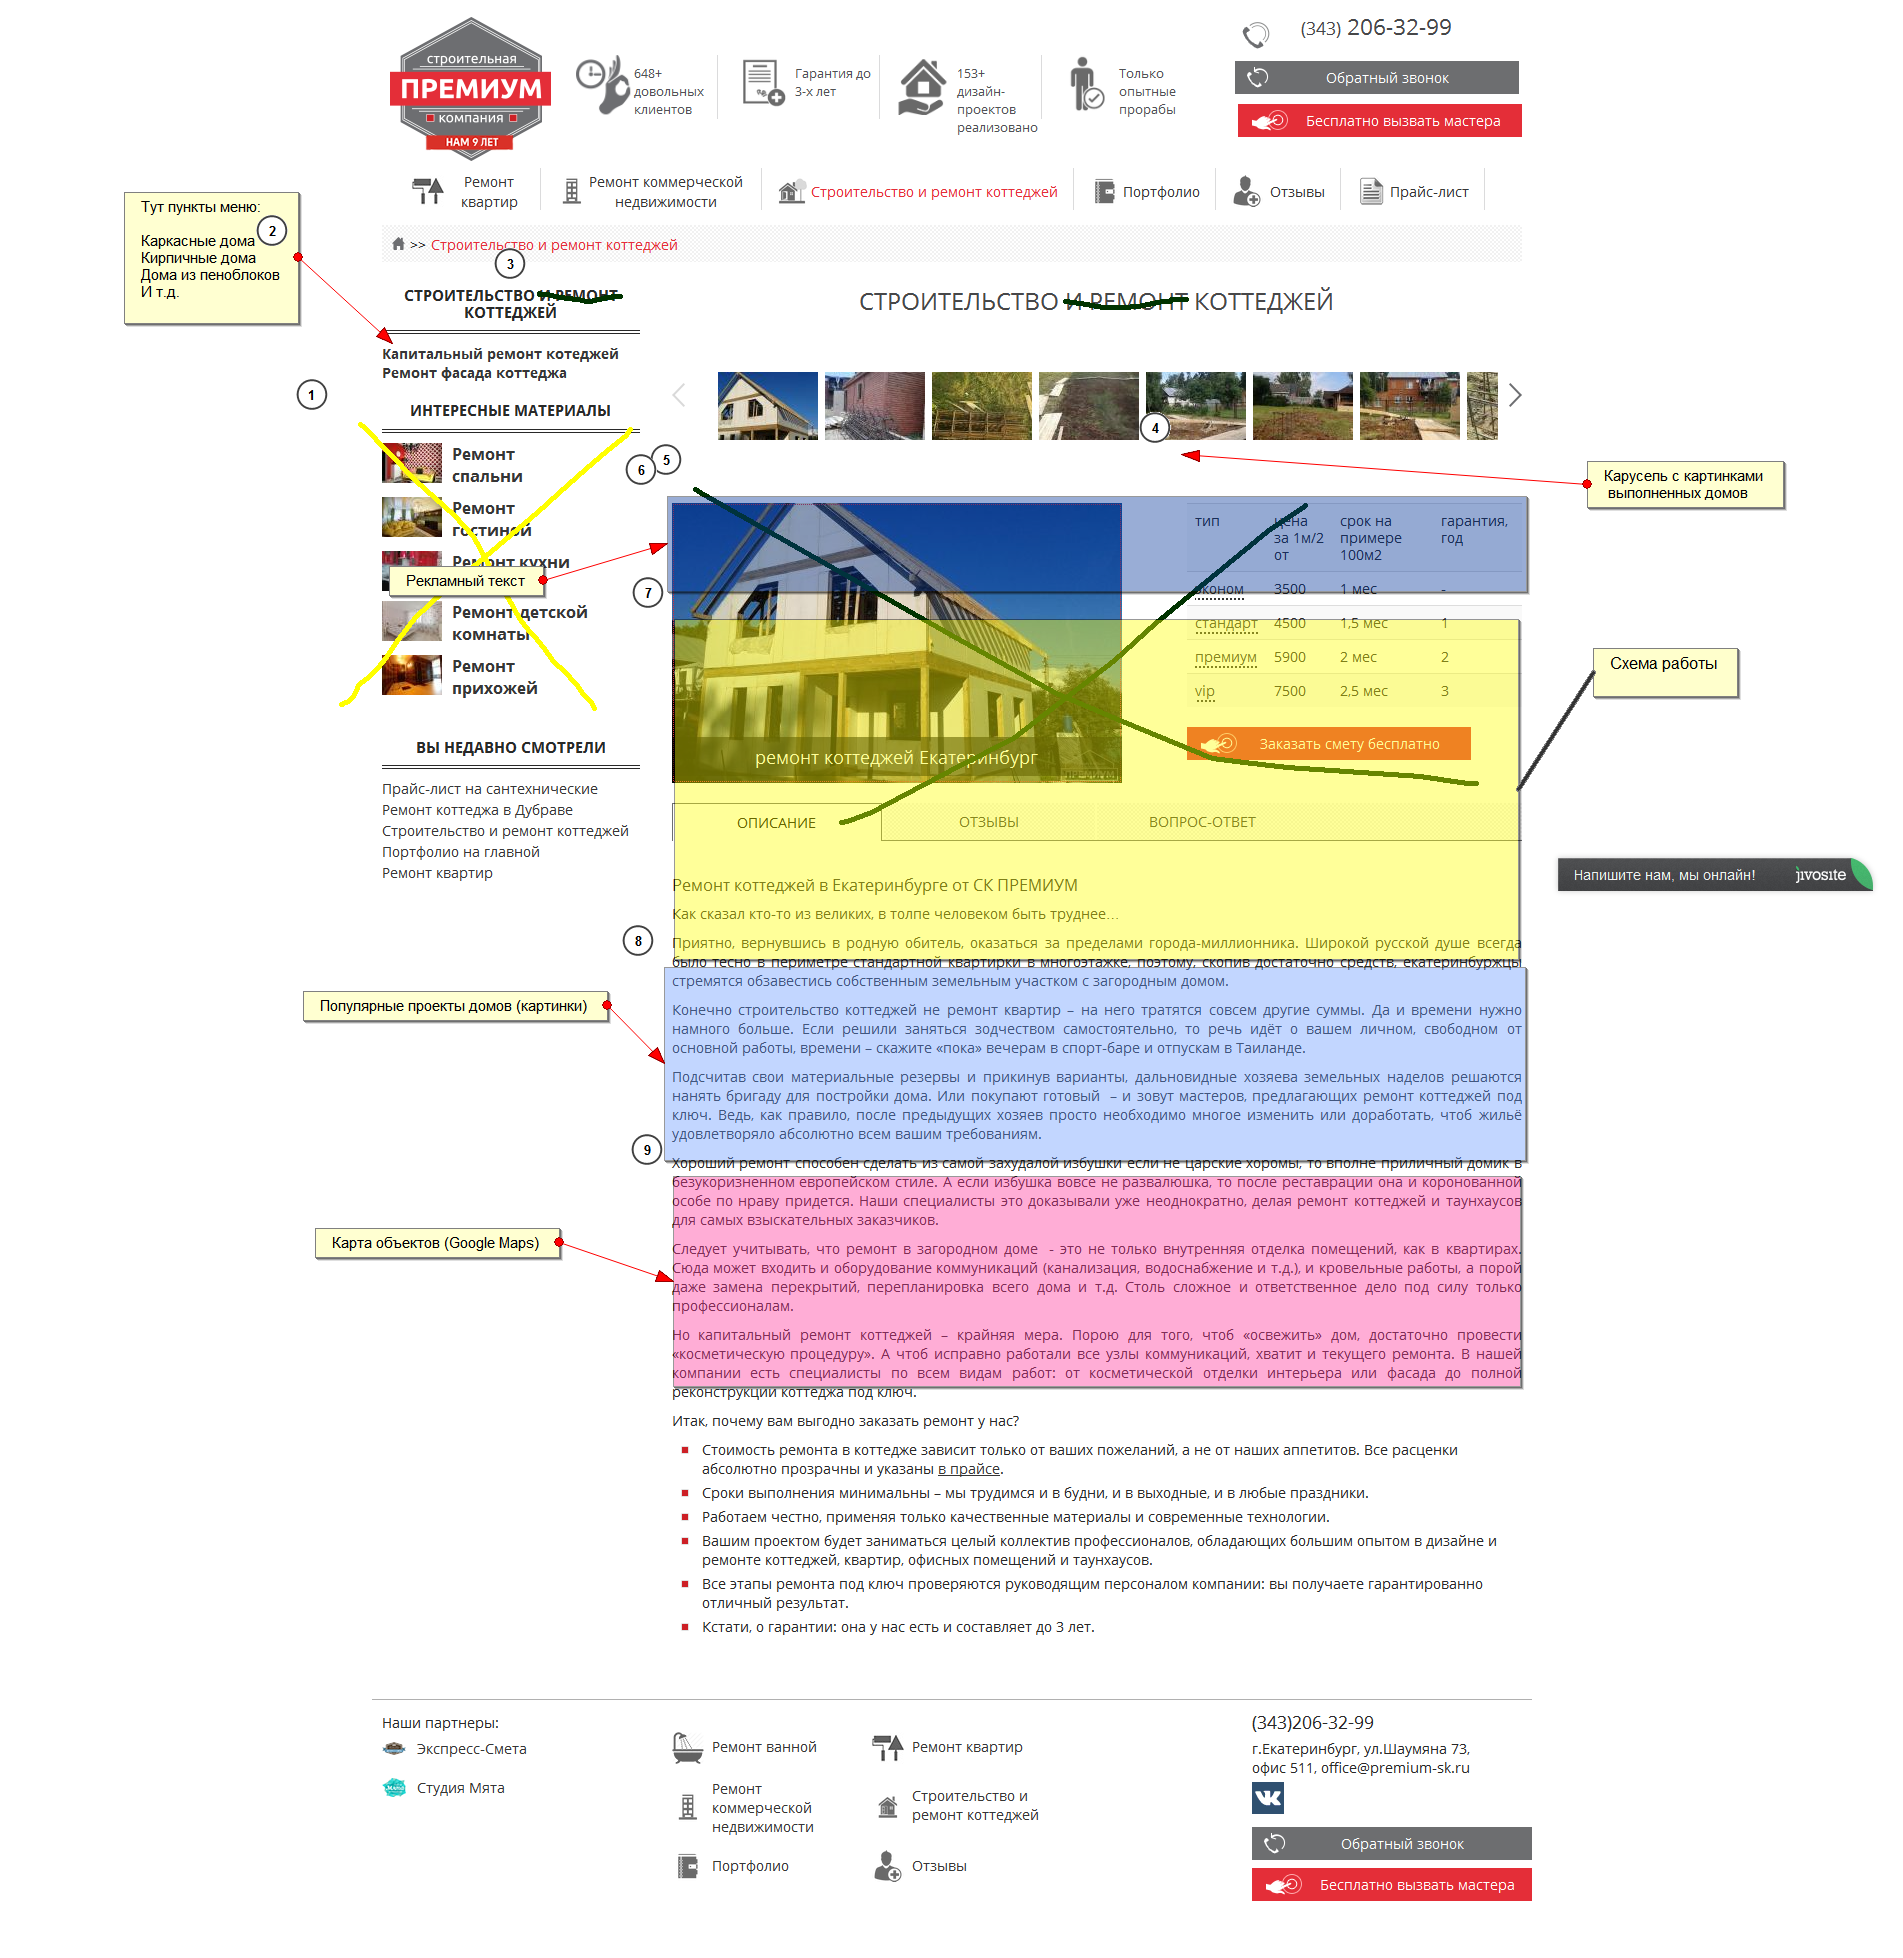 строительная
ПРЕМИУМ
компания
НАМ 9 ЛЕТ
648+
довольных
клиентов
Гарантия до
3-х лет
153+
дизайн-
проектов
реализовано
Только
опытные
прорабы
(343) 206-32-99
Обратный звонок
Бесплатно вызвать мастера
Ремонт
квартир
Ремонт коммерческой
недвижимости
Строительство и ремонт коттеджей
Портфолио
Отзывы
Прайс-лист
Тут пункты меню:
2
Каркасные дома
Кирпичные дома
Дома из пеноблоков
И т.д.
>> Строительство и ремонт коттеджей
3
СТРОИТЕЛЬСТВО И РЕМОНТ
КОТТЕДЖЕЙ
СТРОИТЕЛЬСТВО И РЕМОНТ КОТТЕДЖЕЙ
Капитальный ремонт котеджей
Ремонт фасада коттеджа
1
ИНТЕРЕСНЫЕ МАТЕРИАЛЫ
Ремонт
спальни
Ремонт
гостиной
Ремонт кухни
Рекламный текст
Ремонт детской
комнаты
Ремонт
прихожей
4
5
6
7
Карусель с картинками
выполненных домов
тип
цена
за 1м/2
от
срок на
примере
100м2
гарантия,
год
эконом 3500 1 мес -
стандарт 4500 1,5 мес 1
премиум 5900 2 мес 2
vip 7500 2,5 мес 3
Схема работы
ремонт коттеджей Екатеринбург
Заказать смету бесплатно
ВЫ НЕДАВНО СМОТРЕЛИ
Прайс-лист на сантехнические
Ремонт коттеджа в Дубраве
Строительство и ремонт коттеджей
Портфолио на главной
Ремонт квартир
ОПИСАНИЕ
ОТЗЫВЫ
ВОПРОС-ОТВЕТ
Напишите нам, мы онлайн!
jivosite
Ремонт коттеджей в Екатеринбурге от СК ПРЕМИУМ
Как сказал кто-то из великих, в толпе человеком быть труднее…
8
Приятно, вернувшись в родную обитель, оказаться за пределами города-миллионника. Широкой русской душе всегда
было тесно в периметре стандартной квартирки в многоэтажке, поэтому, скопив достаточно средств, екатеринбуржцы
стремятся обзавестись собственным земельным участком с загородным домом.
Популярные проекты домов (картинки)
Конечно строительство коттеджей не ремонт квартир – на него тратятся совсем другие суммы. Да и времени нужно
намного больше. Если решили заняться зодчеством самостоятельно, то речь идёт о вашем личном, свободном от
основной работы, времени – скажите «пока» вечерам в спорт-баре и отпускам в Таиланде.
Подсчитав свои материальные резервы и прикинув варианты, дальновидные хозяева земельных наделов решаются
нанять бригаду для постройки дома. Или покупают готовый – и зовут мастеров, предлагающих ремонт коттеджей под
ключ. Ведь, как правило, после предыдущих хозяев просто необходимо многое изменить или доработать, чтоб жильё
удовлетворяло абсолютно всем вашим требованиям.
9
Хороший ремонт способен сделать из самой захудалой избушки если не царские хоромы, то вполне приличный домик в
безукоризненном европейском стиле. А если избушка вовсе не развалюшка, то после реставрации она и коронованной
особе по нраву придется. Наши специалисты это доказывали уже неоднократно, делая ремонт коттеджей и таунхаусов
для самых взыскательных заказчиков.
Карта объектов (Google Maps)
Следует учитывать, что ремонт в загородном доме - это не только внутренняя отделка помещений, как в квартирах.
Сюда может входить и оборудование коммуникаций (канализация, водоснабжение и т.д.), и кровельные работы, а порой
даже замена перекрытий, перепланировка всего дома и т.д. Столь сложное и ответственное дело под силу только
профессионалам.
Но капитальный ремонт коттеджей – крайняя мера. Порою для того, чтоб «освежить» дом, достаточно провести
«косметическую процедуру». А чтоб исправно работали все узлы коммуникаций, хватит и текущего ремонта. В нашей
компании есть специалисты по всем видам работ: от косметической отделки интерьера или фасада до полной
реконструкции коттеджа под ключ.
Итак, почему вам выгодно заказать ремонт у нас?
Стоимость ремонта в коттедже зависит только от ваших пожеланий, а не от наших аппетитов. Все расценки
абсолютно прозрачны и указаны в прайсе.
Сроки выполнения минимальны – мы трудимся и в будни, и в выходные, и в любые праздники.
Работаем честно, применяя только качественные материалы и современные технологии.
Вашим проектом будет заниматься целый коллектив профессионалов, обладающих большим опытом в дизайне и
ремонте коттеджей, квартир, офисных помещений и таунхаусов.
Все этапы ремонта под ключ проверяются руководящим персоналом компании: вы получаете гарантированно
отличный результат.
Кстати, о гарантии: она у нас есть и составляет до 3 лет.
Наши партнеры:
Экспресс-Смета
Студия Мята
Ремонт ванной
Ремонт квартир
Ремонт
коммерческой
недвижимости
Строительство и
ремонт коттеджей
Портфолио
Отзывы
(343)206-32-99
г.Екатеринбург, ул.Шаумяна 73,
офис 511, office@premium-sk.ru
Обратный звонок
Бесплатно вызвать мастера